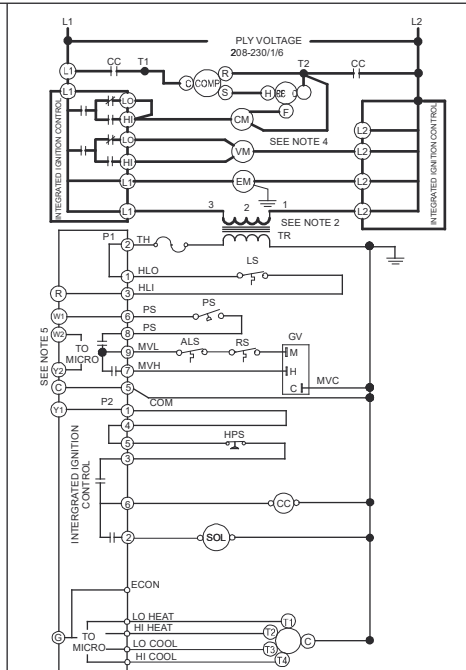 L1 L2
PLY VOLTAGE
208-230/1/6
CC T1 T2 CC
L1 C COMP R
S H C
L1 LO F
HI CM
SEE NOTE 4
LO L2
VM
HI L2
L1 EM L2
L1 3 2 1 L2
INTEGRATED IGNITION CONTROL
INTEGRATED IGNITION CONTROL
SEE NOTE 2
P1 2 TH TR
LS
1 HLO
R 3 HLI
W1 6 PS PS
W2 8 PS
TO MICRO
9 MVL ALS RS GV
M
Y2 7 MVH H
C 5 C MVC
SEE NOTE 5
Y1 P2 1 COM
4
5 HPS
3
INTERGRATED IGNITION CONTROL
6 CC
2 SOL
ECON
LO HEAT T1
G TO MICRO HI HEAT T2 C
LO COOL T3
HI COOL T4